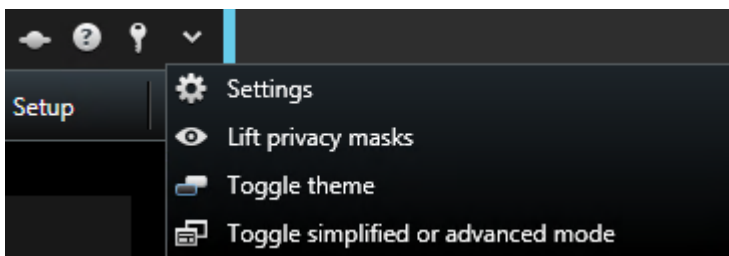 Setup
Settings
Lift privacy masks
Toggle theme
Toggle simplified or advanced mode